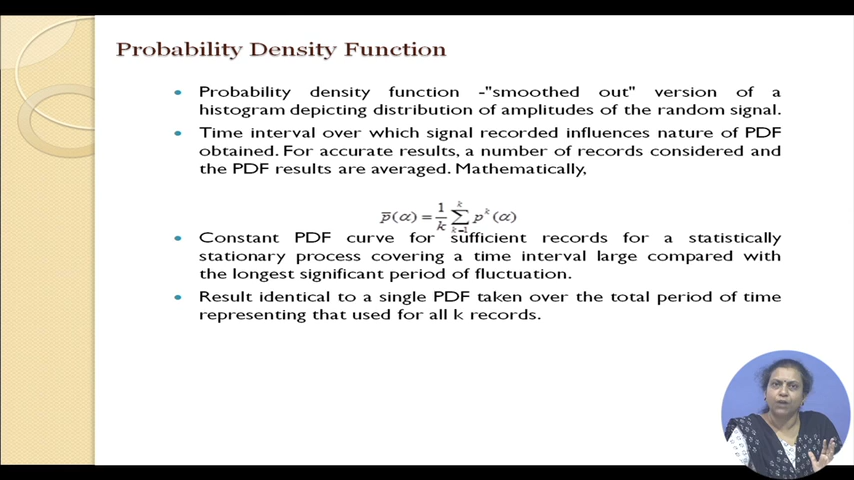 Probability Density Function
• Probability density function -"smoothed out" version of a
histogram depicting distribution of amplitudes of the random signal.
• Time interval over which signal recorded influences nature of PDF
obtained. For accurate results, a number of records considered and
the PDF results are averaged. Mathematically,
p̅(α) = 1/k ∑_{k=1}^{k} p^k(α)
• Constant PDF curve for sufficient records for a statistically
stationary process covering a time interval large compared with
the longest significant period of fluctuation.
• Result identical to a single PDF taken over the total period of time
representing that used for all k records.